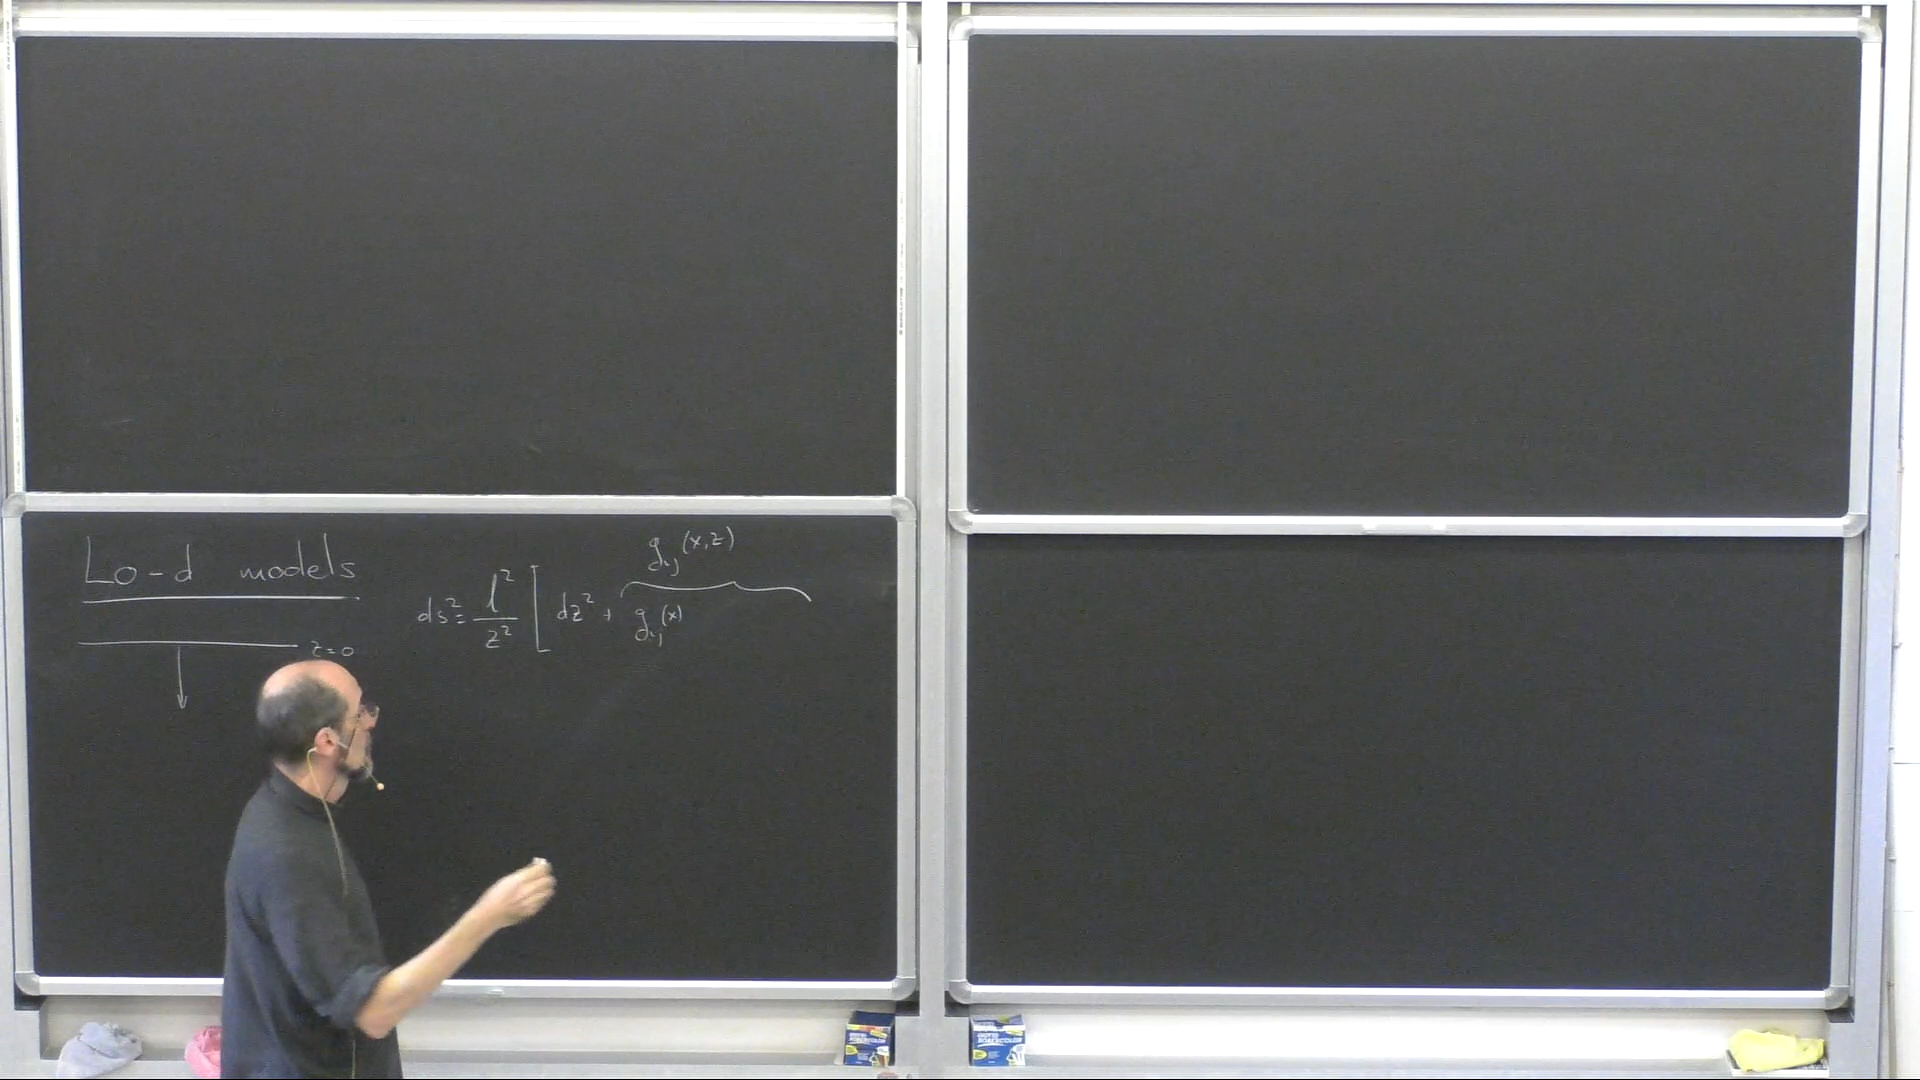 Lo-d models
z=0
g_ij (x,z)
ds² = l²/z² [ dz² + g_ij (x)